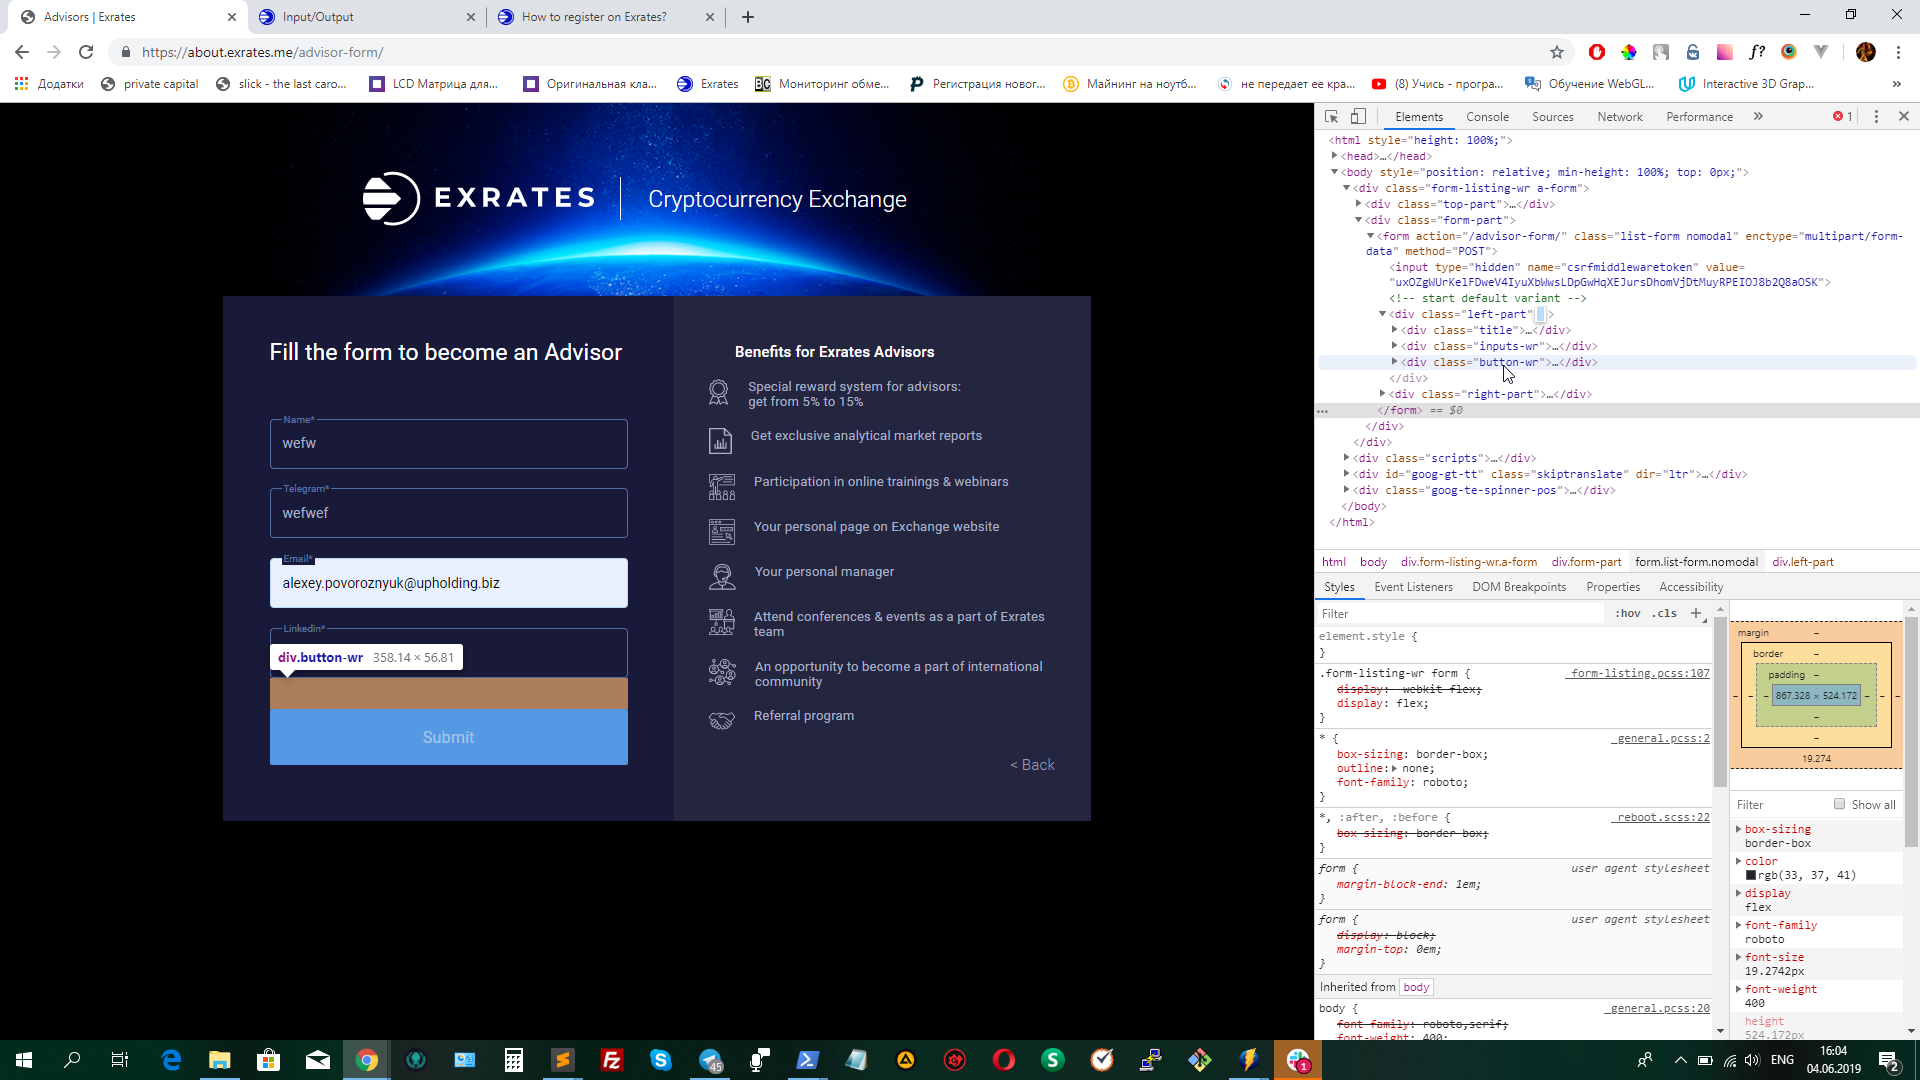 Advisors | Exrates
Input/Output
How to register on Exrates?
https://about.exrates.me/advisor-form/
Додатки
private capital
slick - the last caro...
LCD Матрица для...
Оригинальная кла...
Exrates
Мониторинг обме...
Регистрация новог...
Майнинг на ноутб...
не передает ее кра...
(8) Учись - програ...
Обучение WebGL...
Interactive 3D Grap...
EXRATES
Cryptocurrency Exchange
Fill the form to become an Advisor
Name*
wefw
Telegram*
wefwef
Email*
alexey.povoroznyuk@upholding.biz
Linkedin*
div.button-wr 358.14 × 56.81
Submit
Benefits for Exrates Advisors
Special reward system for advisors:
get from 5% to 15%
Get exclusive analytical market reports
Participation in online trainings & webinars
Your personal page on Exchange website
Your personal manager
Attend conferences & events as a part of Exrates
team
An opportunity to become a part of international
community
Referral program
< Back
Elements Console Sources Network Performance » 1
<html style="height: 100%;">
<head>…</head>
<body style="position: relative; min-height: 100%; top: 0px;">
<div class="form-listing-wr a-form">
<div class="top-part">…</div>
<div class="form-part">
<form action="/advisor-form/" class="list-form nomodal" enctype="multipart/form-
data" method="POST">
<input type="hidden" name="csrfmiddlewaretoken" value=
"uxOZgWUrKelFDweV4IyuXbWwsLDpGwHqXEJursDhomVjDtMuyRPEIOJ8b2Q8aOSK">
<!-- start default variant -->
<div class="left-part" >
<div class="title">…</div>
<div class="inputs-wr">…</div>
<div class="button-wr">…</div>
</div>
<div class="right-part">…</div>
… </form> == $0
</div>
</div>
<div class="scripts">…</div>
<div id="goog-gt-tt" class="skiptranslate" dir="ltr">…</div>
<div class="goog-te-spinner-pos">…</div>
</body>
</html>
html body div.form-listing-wr.a-form div.form-part form.list-form.nomodal div.left-part
Styles Event Listeners DOM Breakpoints Properties Accessibility
Filter :hov .cls +
element.style {
}
.form-listing-wr form { _form-listing.pcss:107
display: -webkit-flex;
display: flex;
}
* { _general.pcss:2
box-sizing: border-box;
outline: none;
font-family: roboto;
}
*, :after, :before { _reboot.scss:22
box-sizing: border-box;
}
form { user agent stylesheet
margin-block-end: 1em;
}
form { user agent stylesheet
display: block;
margin-top: 0em;
}
Inherited from body
body { _general.pcss:20
font-family: roboto,serif;
font-weight: 400;
margin –
border –
padding –
– – – 867.328 × 524.172 – – –
–
–
19.274
Filter Show all
box-sizing
border-box
color
rgb(33, 37, 41)
display
flex
font-family
roboto
font-size
19.2742px
font-weight
400
height
524.172px
45
1
ENG
16:04
04.06.2019
2